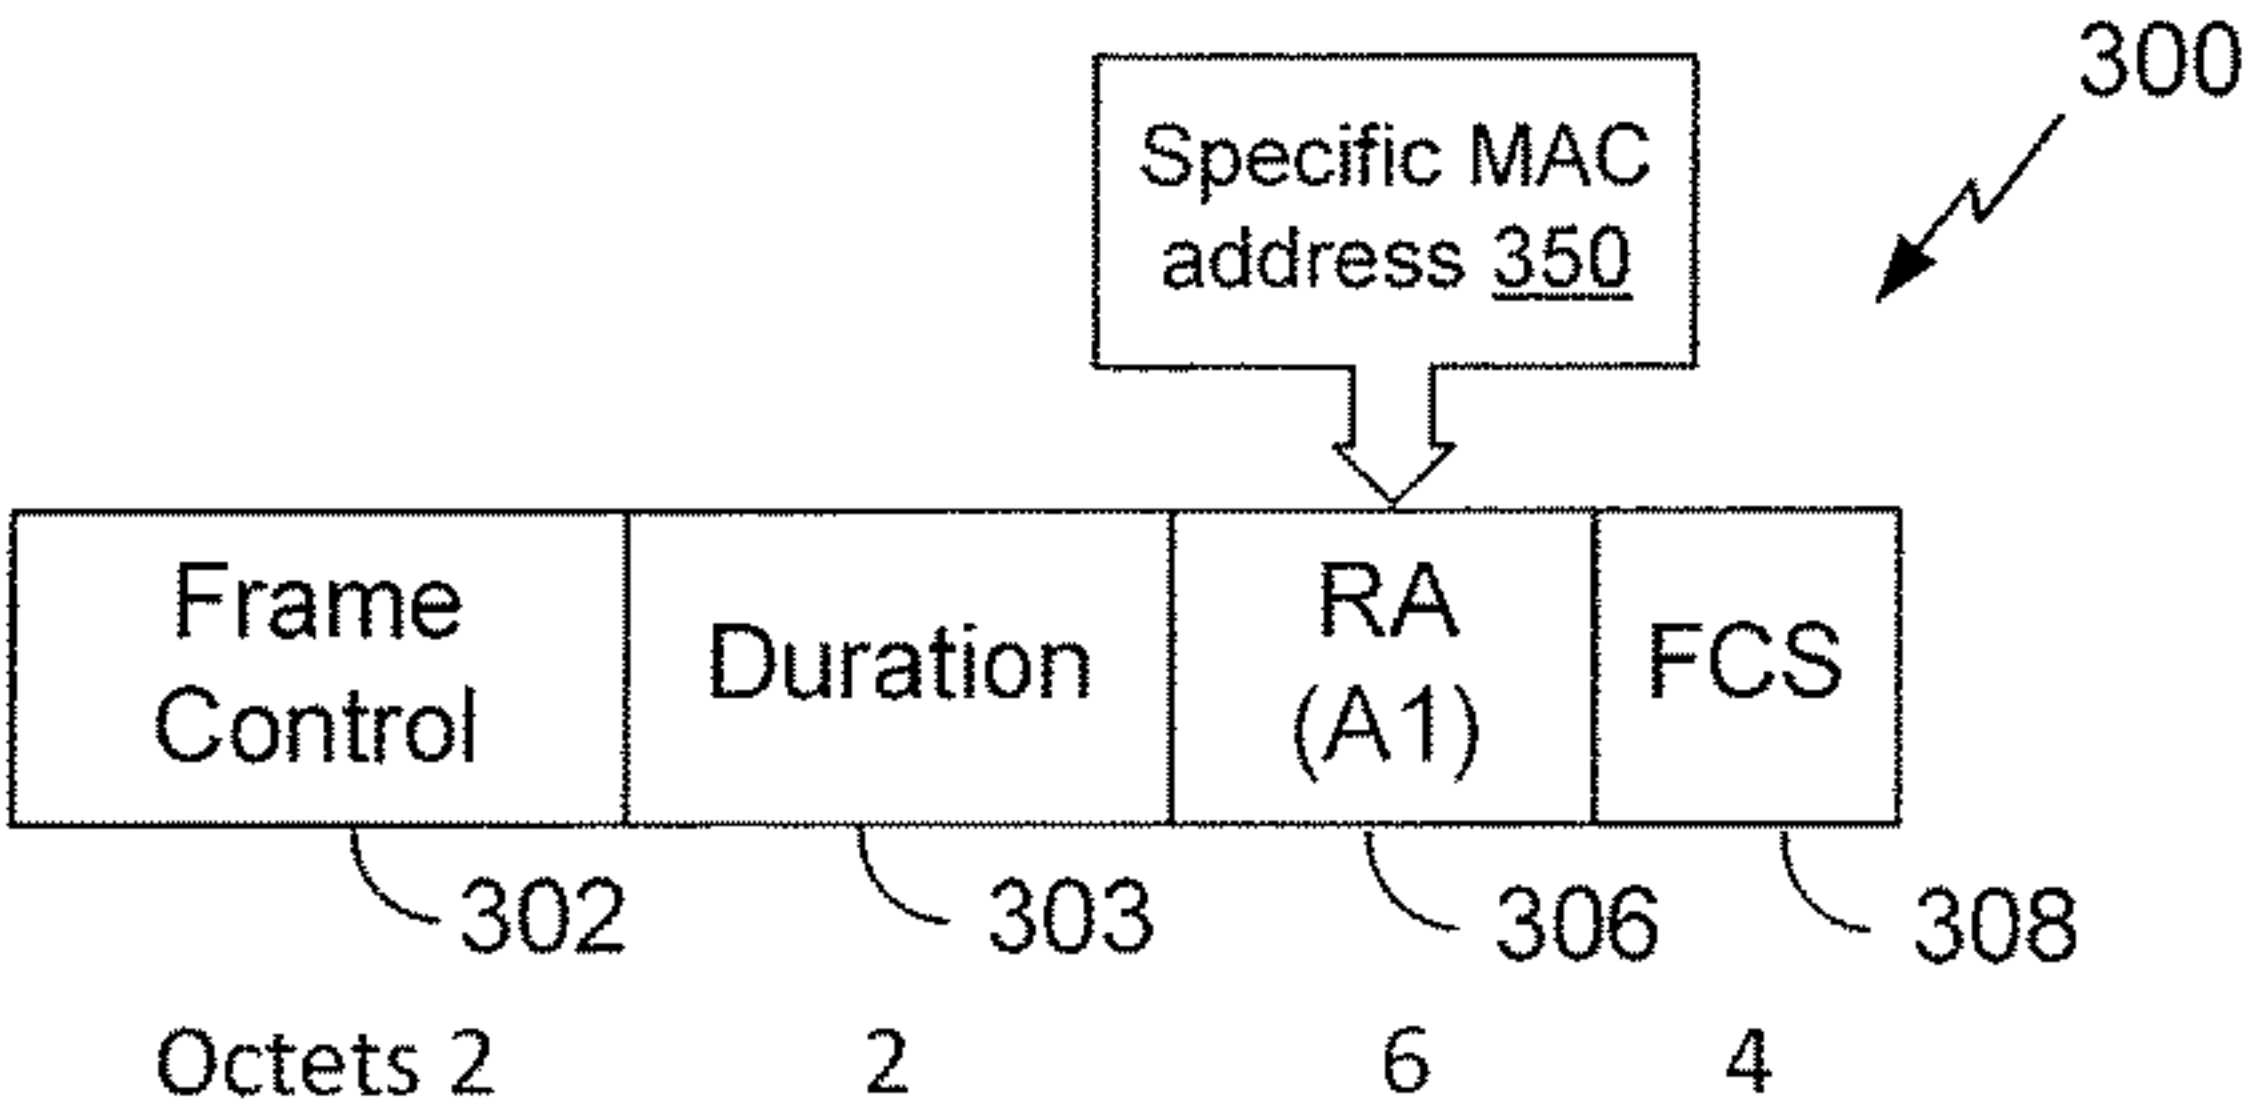 300
Specific MAC
address 350
Frame
Control
Duration
RA
(A1)
FCS
302
303
306
308
Octets 2
2
6
4